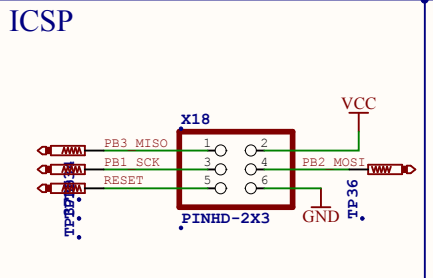 ICSP
X18
VCC
PB3 MISO
1
2
PB1 SCK
3
4
PB2 MOSI
RESET
5
6
PINHD-2X3
GND
TP36